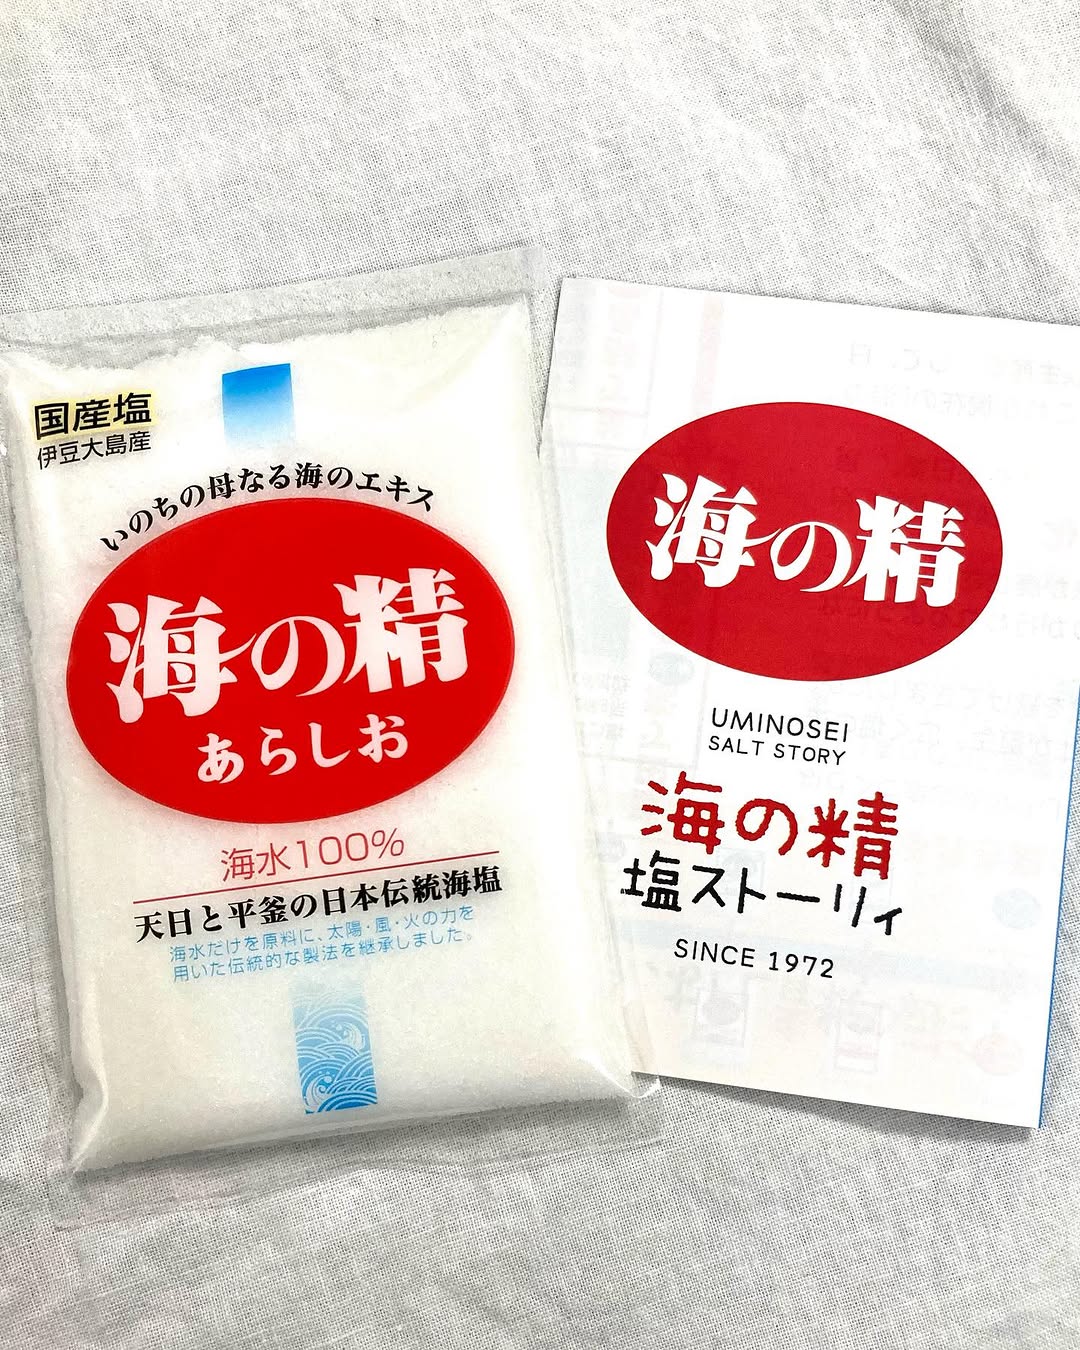 国産塩
伊豆大島産
いのちの母なる海のエキス
海の精
あらしお
海水100%
天日と平釜の日本伝統海塩
海水だけを原料に、太陽・風・火の力を
用いた伝統的な製法を継承しました。
海の精
UMINOSEI
SALT STORY
海の精
塩ストーリィ
SINCE 1972